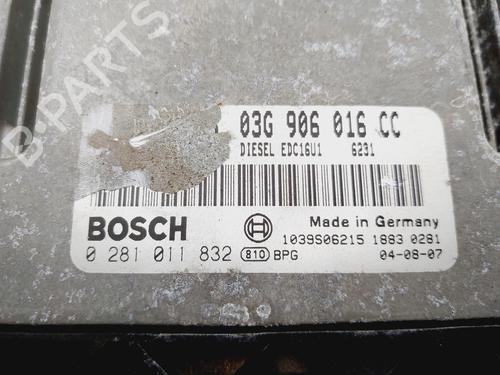 B-PARTS
03G 906 016 CC
DIESEL EDC16U1 6231
BOSCH
Made in Germany
1039S06215 1883 0281
0 281 011 832 810 BPG 04-08-07